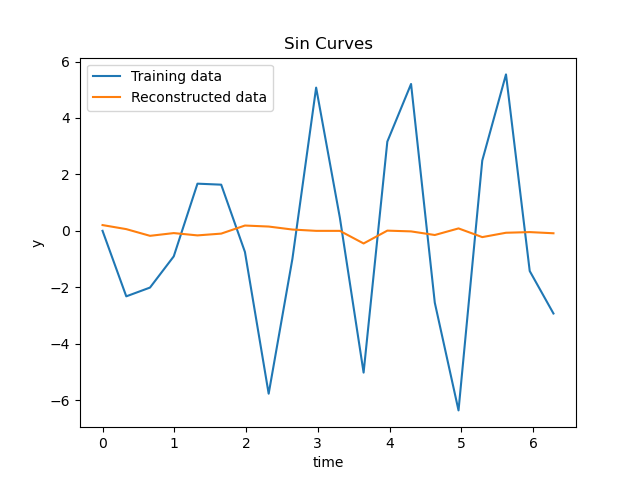 Sin Curves
Training data
Reconstructed data
6
4
2
0
−2
−4
−6
y
0 1 2 3 4 5 6
time